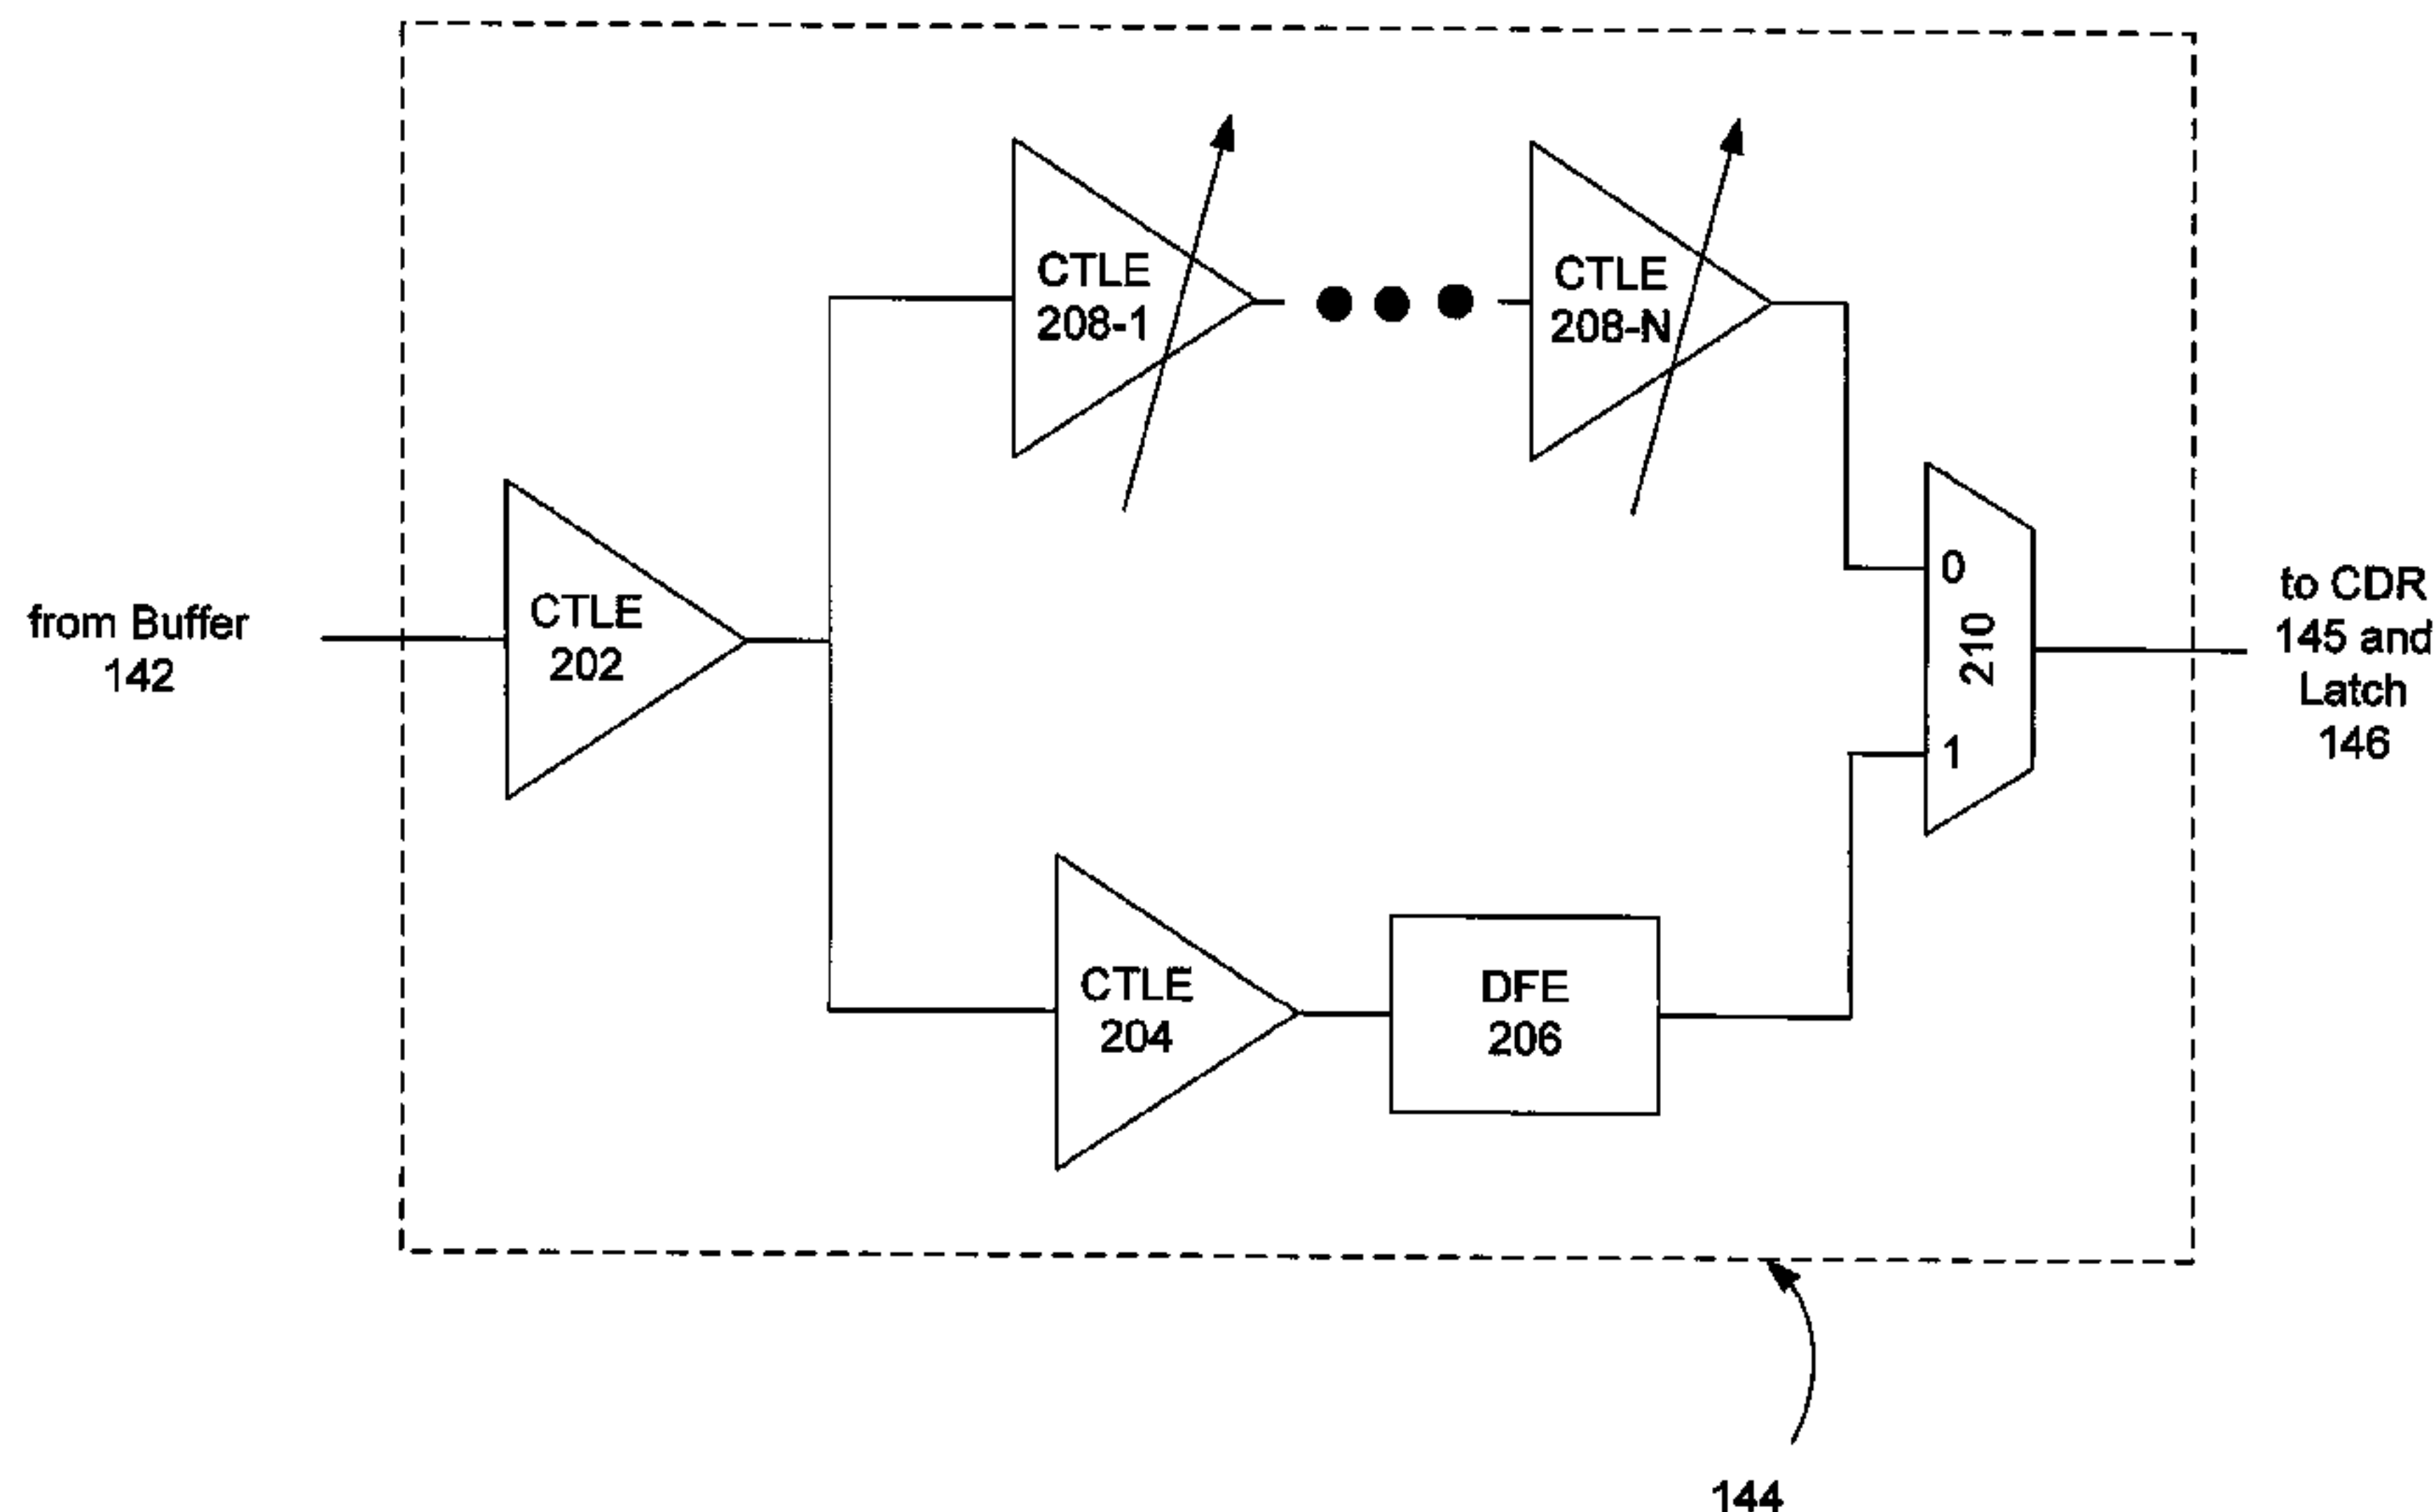 CTLE
208-1
CTLE
208-N
from Buffer
142
CTLE
202
0
210
1
to CDR
145 and
Latch
146
CTLE
204
DFE
206
144